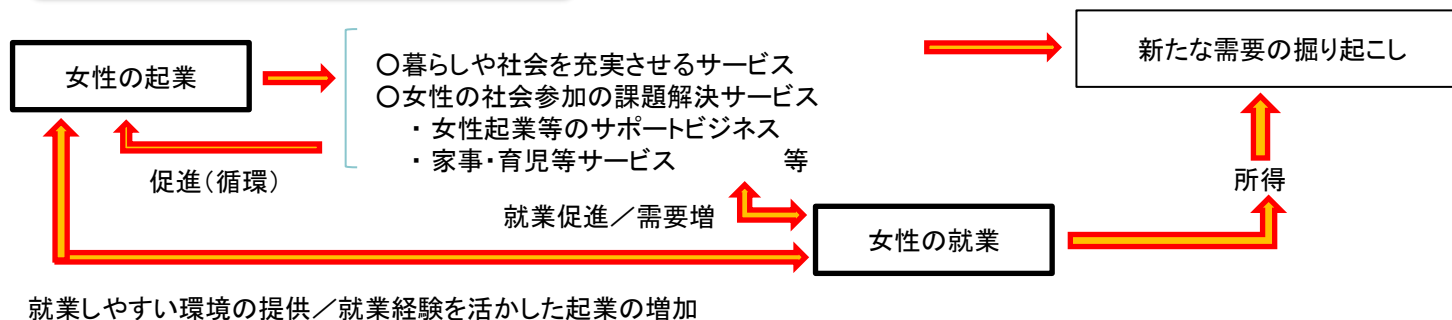 女性の起業
〇暮らしや社会を充実させるサービス
〇女性の社会参加の課題解決サービス
・女性起業等のサポートビジネス
・家事・育児等サービス　　　　等
新たな需要の掘り起こし
促進(循環)
所得
就業促進／需要増
女性の就業
就業しやすい環境の提供／就業経験を活かした起業の増加